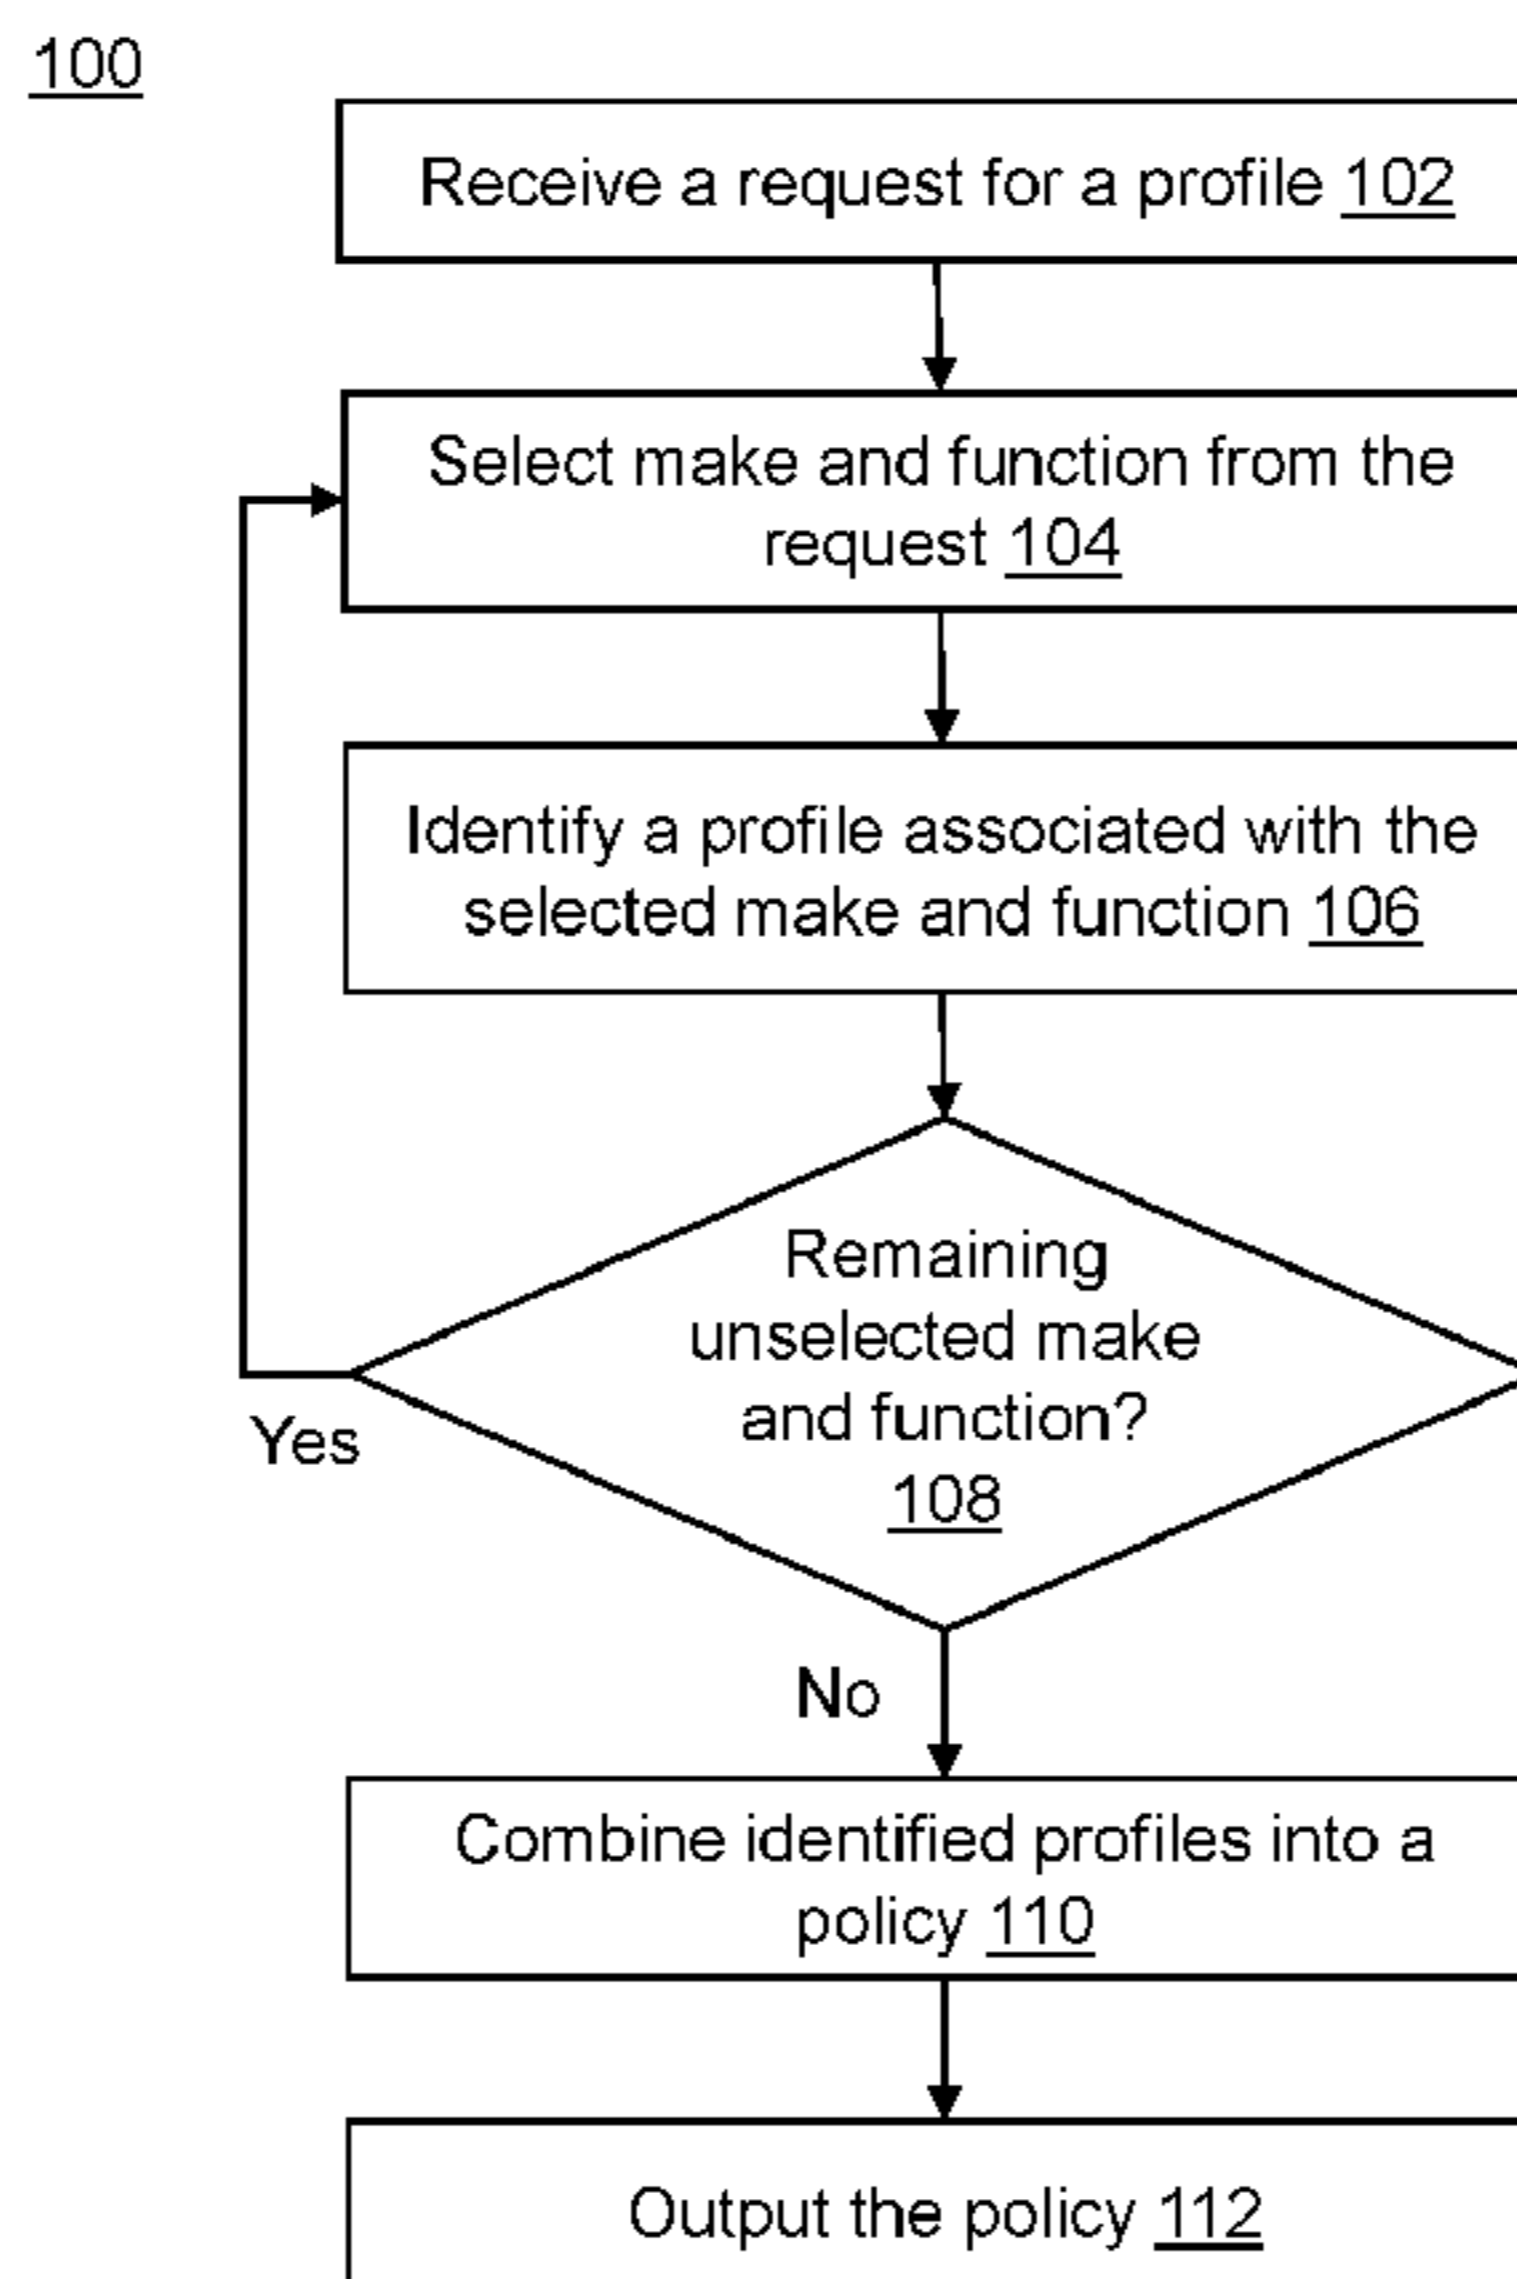 100
Receive a request for a profile 102
Select make and function from the
request 104
Identify a profile associated with the
selected make and function 106
Remaining
unselected make
and function?
108
Yes
No
Combine identified profiles into a
policy 110
Output the policy 112